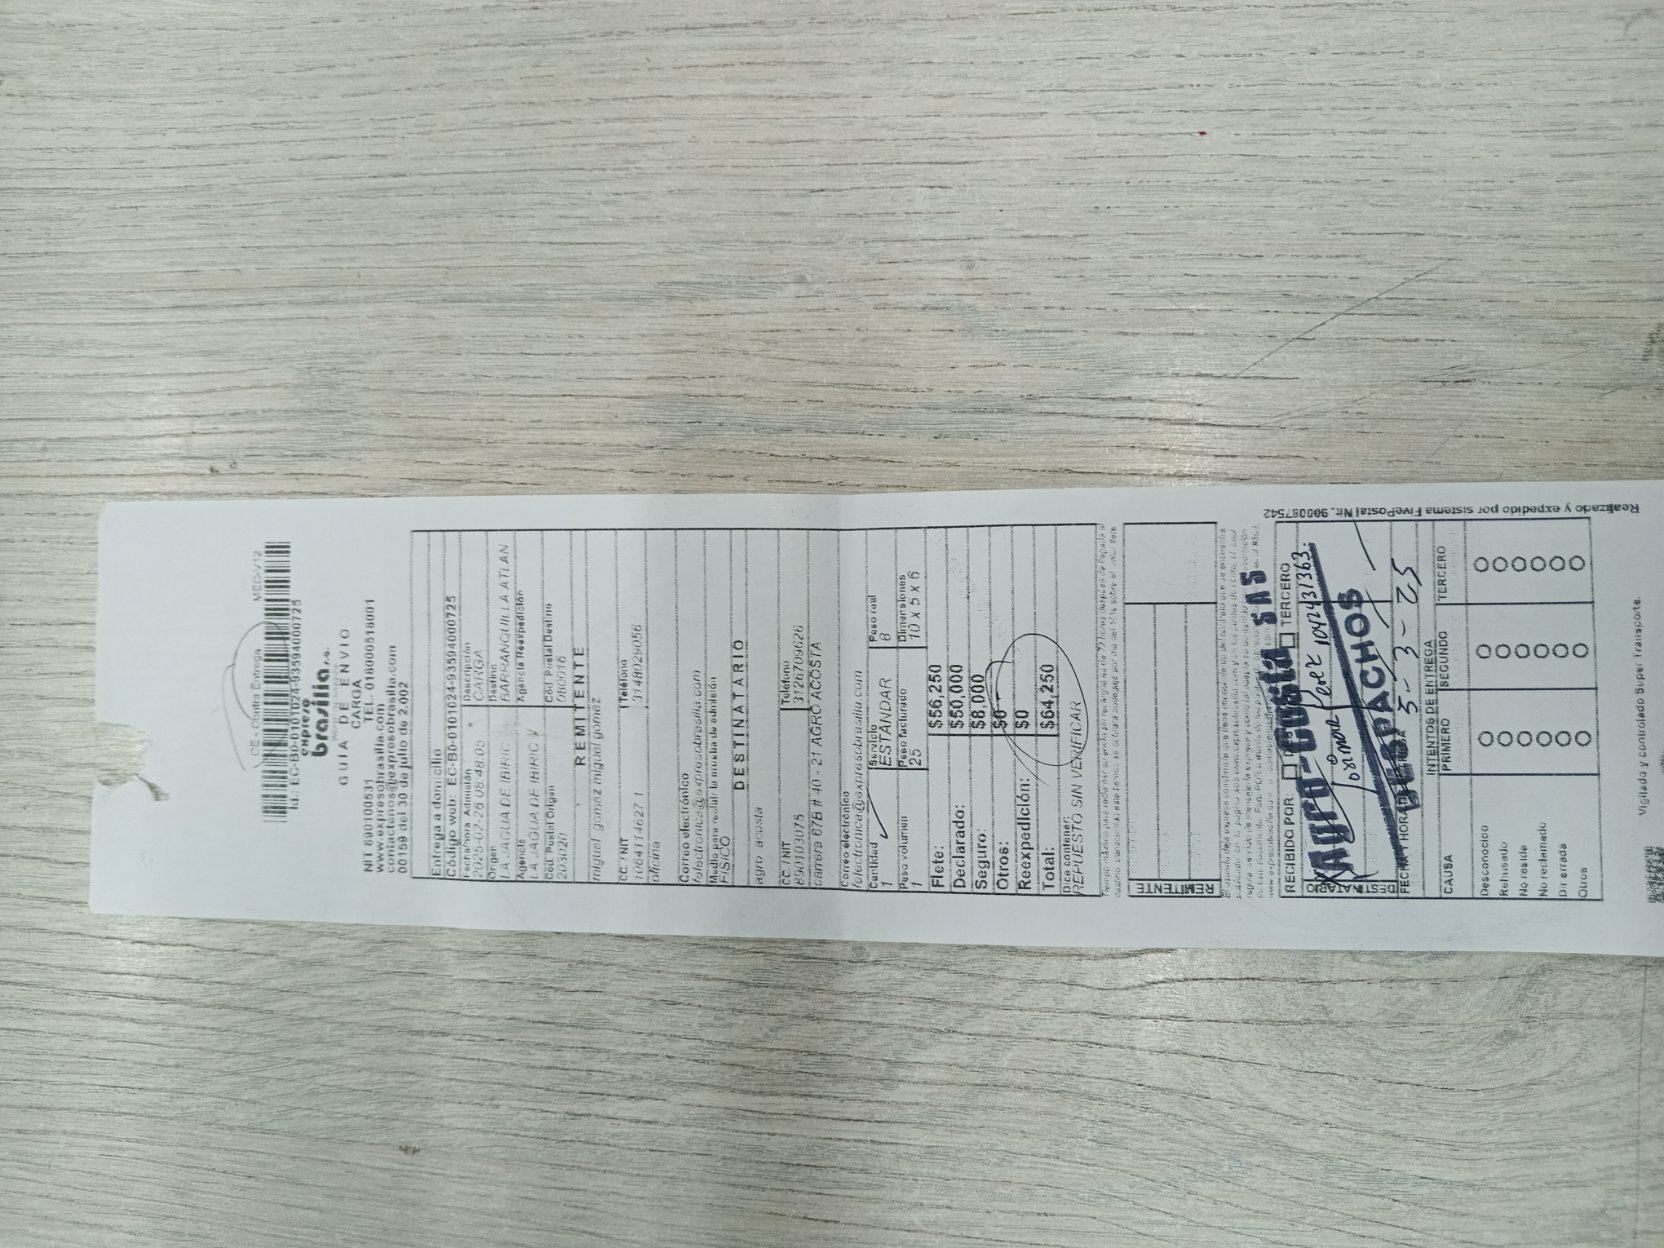 CE - Contra Entrega MEC-V12
Id.: EC-B0-0101024-93594000725
expreso
brasilia s.a.
GUIA DE ENVIO
CARGA
NIT 890100531 TEL. 018000518001
www.expresobrasilia.com
contactenos@expresobrasilia.com
00159 del 30 de julio de 2.002
Entrega a domicilio
Código web: EC-B0-0101024-93594000725
Fecha/hora Admisión Descripción
2025-02-26 08:48:05 CARGA
Origen Destino
LA JAGUA DE IBIRIC BARRANQUILLA ATLAN
Agencia Agencia Reexpedición
LA JAGUA DE IBIRIC V
Cód. Postal Origen Cód. Postal Destino
203020 080016
REMITENTE
miguel gomez miguel gomez
CC / NIT Teléfono
1064114627 1 3148029056
oficina
Correo electrónico
felectronica@expresobrasilia.com
Medio para recibir la prueba de admisión
FISICO
DESTINATARIO
agro acosta
CC / NIT Teléfono
890103075 3126709626
carrera 67B # 40 - 21 AGRO ACOSTA
Correo electrónico
felectronica@expresobrasilia.com
Cantidad Servicio Peso real
1 ESTANDAR 8
Peso volumen Peso facturado Dimensiones
1 25 10 x 5 x 6
Flete: $56,250
Declarado: $50,000
Seguro: $8,000
Otros: $0
Reexpedición: $0
Total: $64,250
Dice contener:
REPUESTO SIN VERIFICAR
REMITENTE
RECIBIDO POR: TERCERO
SAS
Perez 1042431363
DESTINATARIO
DESPACHOS
FECHA Y HORA 5-3-25
INTENTOS DE ENTREGA
CAUSA PRIMERO SEGUNDO TERCERO
Desconocido
Rehusado
No reside
No reclamado
Dir errada
Otros
Realizado y expedido por sistema FivePostal Nit. 900087542
Vigilado y controlado Super Transporte.